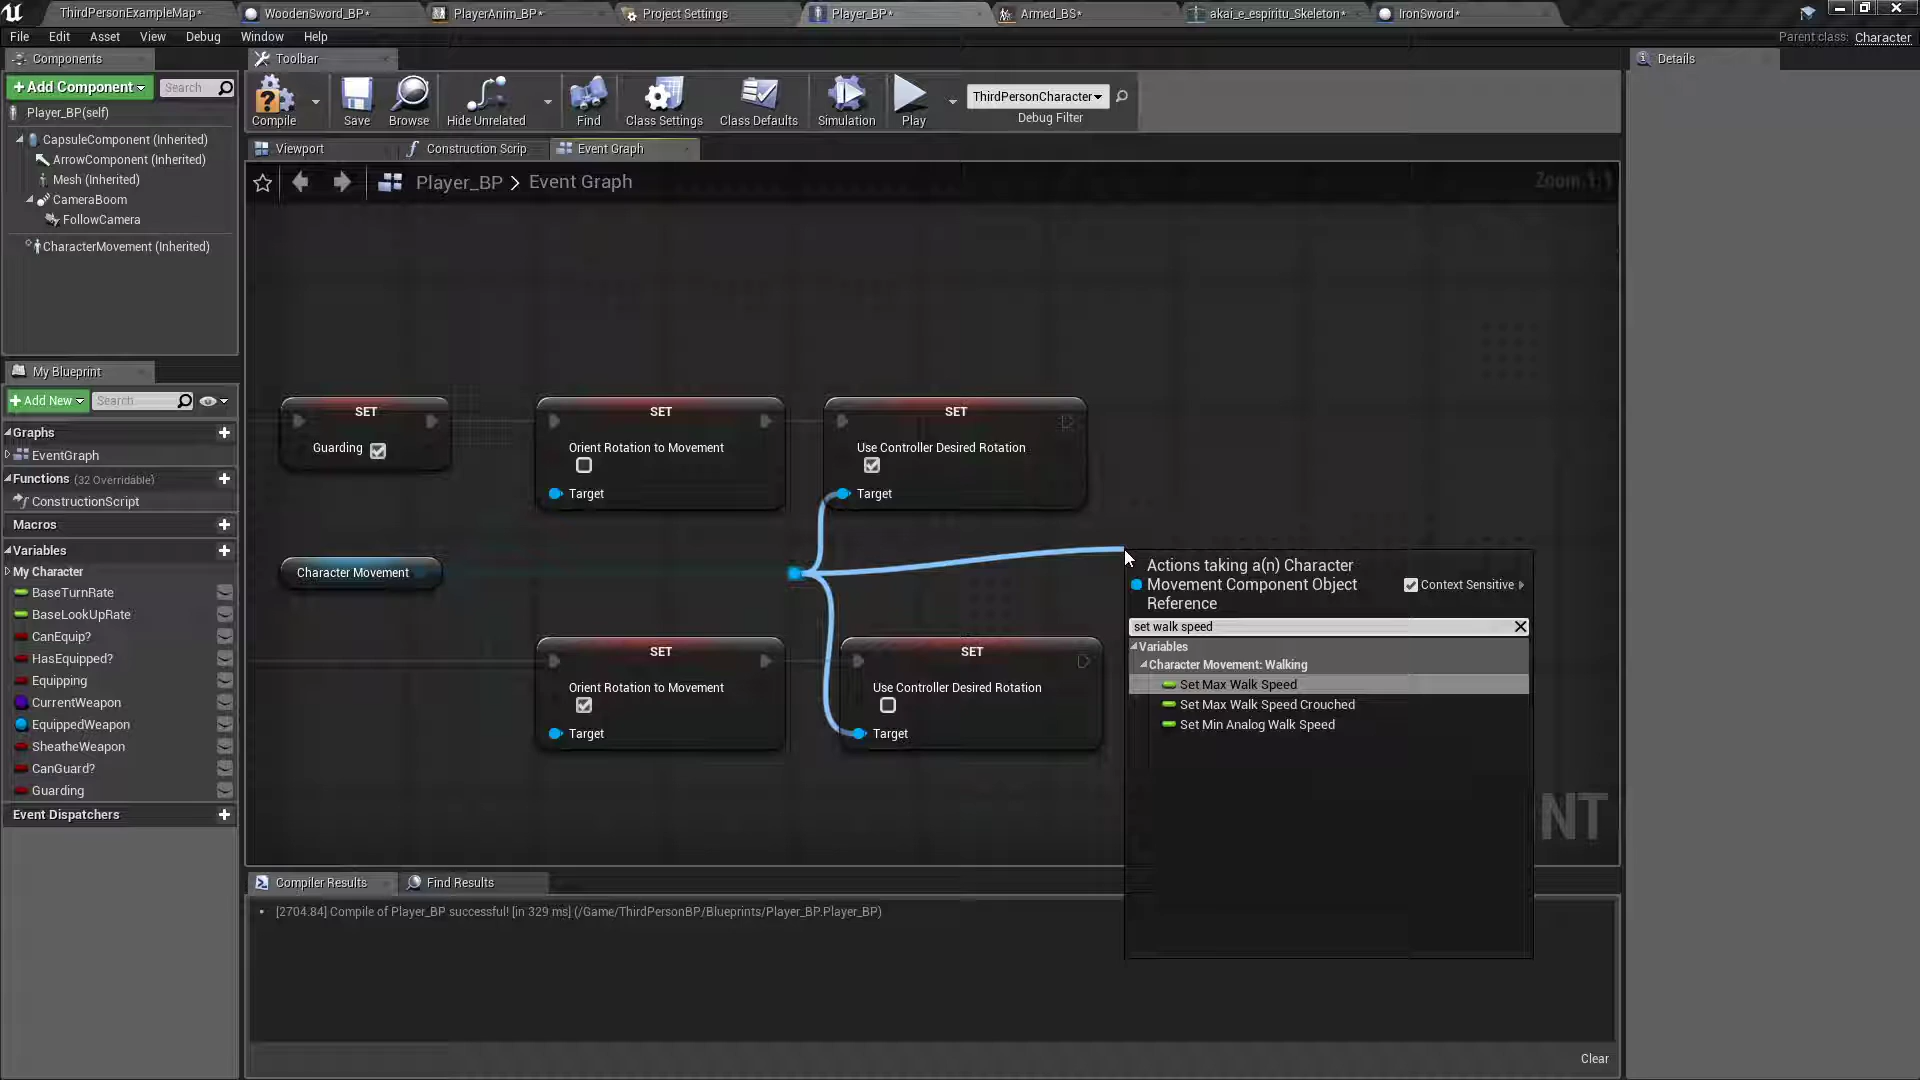 ThirdPersonExampleMap*
WoodenSword_BP*
PlayerAnim_BP*
Project Settings
Player_BP*
Armed_BS*
akai_e_espiritu_Skeleton*
IronSword*
File
Edit
Asset
View
Debug
Window
Help
Parent class: Character
Components
+Add Component
Search
Player_BP(self)
CapsuleComponent (Inherited)
ArrowComponent (Inherited)
Mesh (Inherited)
CameraBoom
FollowCamera
CharacterMovement (Inherited)
Toolbar
Compile
Save
Browse
Hide Unrelated
Find
Class Settings
Class Defaults
Simulation
Play
ThirdPersonCharacter
Debug Filter
Details
Viewport
Construction Scrip
Event Graph
Player_BP > Event Graph
Zoom 1:1
My Blueprint
+Add New
Search
Graphs
EventGraph
Functions (32 Overridable)
ConstructionScript
Macros
Variables
My Character
BaseTurnRate
BaseLookUpRate
CanEquip?
HasEquipped?
Equipping
CurrentWeapon
EquippedWeapon
SheatheWeapon
CanGuard?
Guarding
Event Dispatchers
SET
Guarding
SET
Orient Rotation to Movement
Target
SET
Use Controller Desired Rotation
Target
Character Movement
SET
Orient Rotation to Movement
Target
SET
Use Controller Desired Rotation
Target
Actions taking a(n) Character
Movement Component Object
Reference
Context Sensitive
set walk speed
Variables
Character Movement: Walking
Set Max Walk Speed
Set Max Walk Speed Crouched
Set Min Analog Walk Speed
NT
Compiler Results
Find Results
• [2704.84] Compile of Player_BP successful! [in 329 ms] (/Game/ThirdPersonBP/Blueprints/Player_BP.Player_BP)
Clear